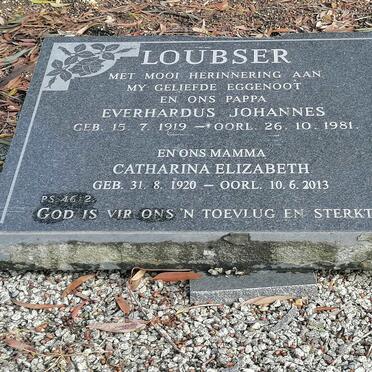 LOUBSER
MET MOOI HERINNERING AAN
MY GELIEFDE EGGENOOT
EN ONS PAPPA
EVERHARDUS JOHANNES
GEB. 15. 7. 1919 — OORL. 26. 10. 1981.
EN ONS MAMMA
CATHARINA ELIZABETH
GEB. 31. 8. 1920 — OORL. 10. 6. 2013
PS. 46:2.
GOD IS VIR ONS 'N TOEVLUG EN STERKT